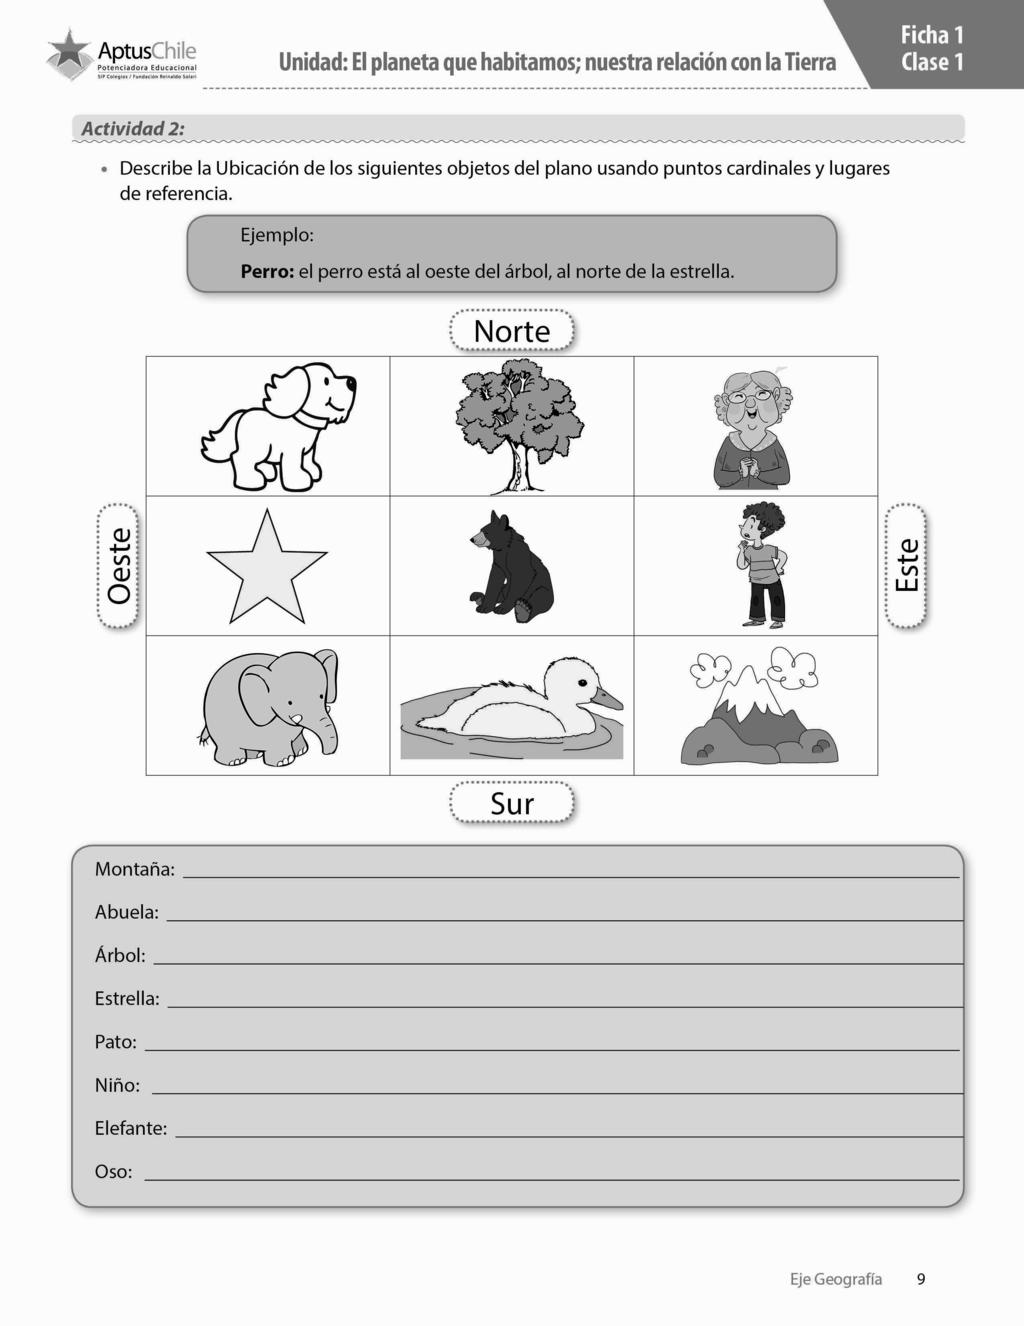 AptusChile
Potenciadora Educacional
SIP Colegios / Fundación Reinaldo Solari
Unidad: El planeta que habitamos; nuestra relación con la Tierra
Ficha 1
Clase 1
Actividad 2:
• Describe la Ubicación de los siguientes objetos del plano usando puntos cardinales y lugares
de referencia.
Ejemplo:
Perro: el perro está al oeste del árbol, al norte de la estrella.
Norte
Oeste
Este
Sur
Montaña:
Abuela:
Árbol:
Estrella:
Pato:
Niño:
Elefante:
Oso:
Eje Geografía 9